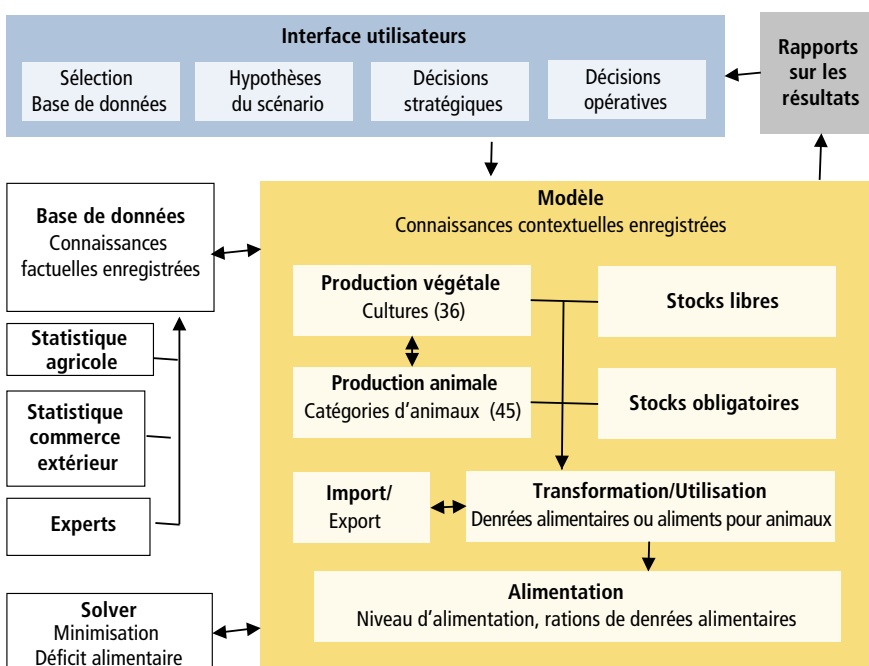 Interface utilisateurs
Sélection
Base de données
Hypothèses
du scénario
Décisions
stratégiques
Décisions
opératives
Rapports
sur les
résultats
Base de données
Connaissances
factuelles enregistrées
Statistique
agricole
Statistique
commerce
extérieur
Experts
Solver
Minimisation
Déficit alimentaire
Modèle
Connaissances contextuelles enregistrées
Production végétale
Cultures (36)
Stocks libres
Production animale
Catégories d'animaux (45)
Stocks obligatoires
Import/
Export
Transformation/Utilisation
Denrées alimentaires ou aliments pour animaux
Alimentation
Niveau d'alimentation, rations de denrées alimentaires